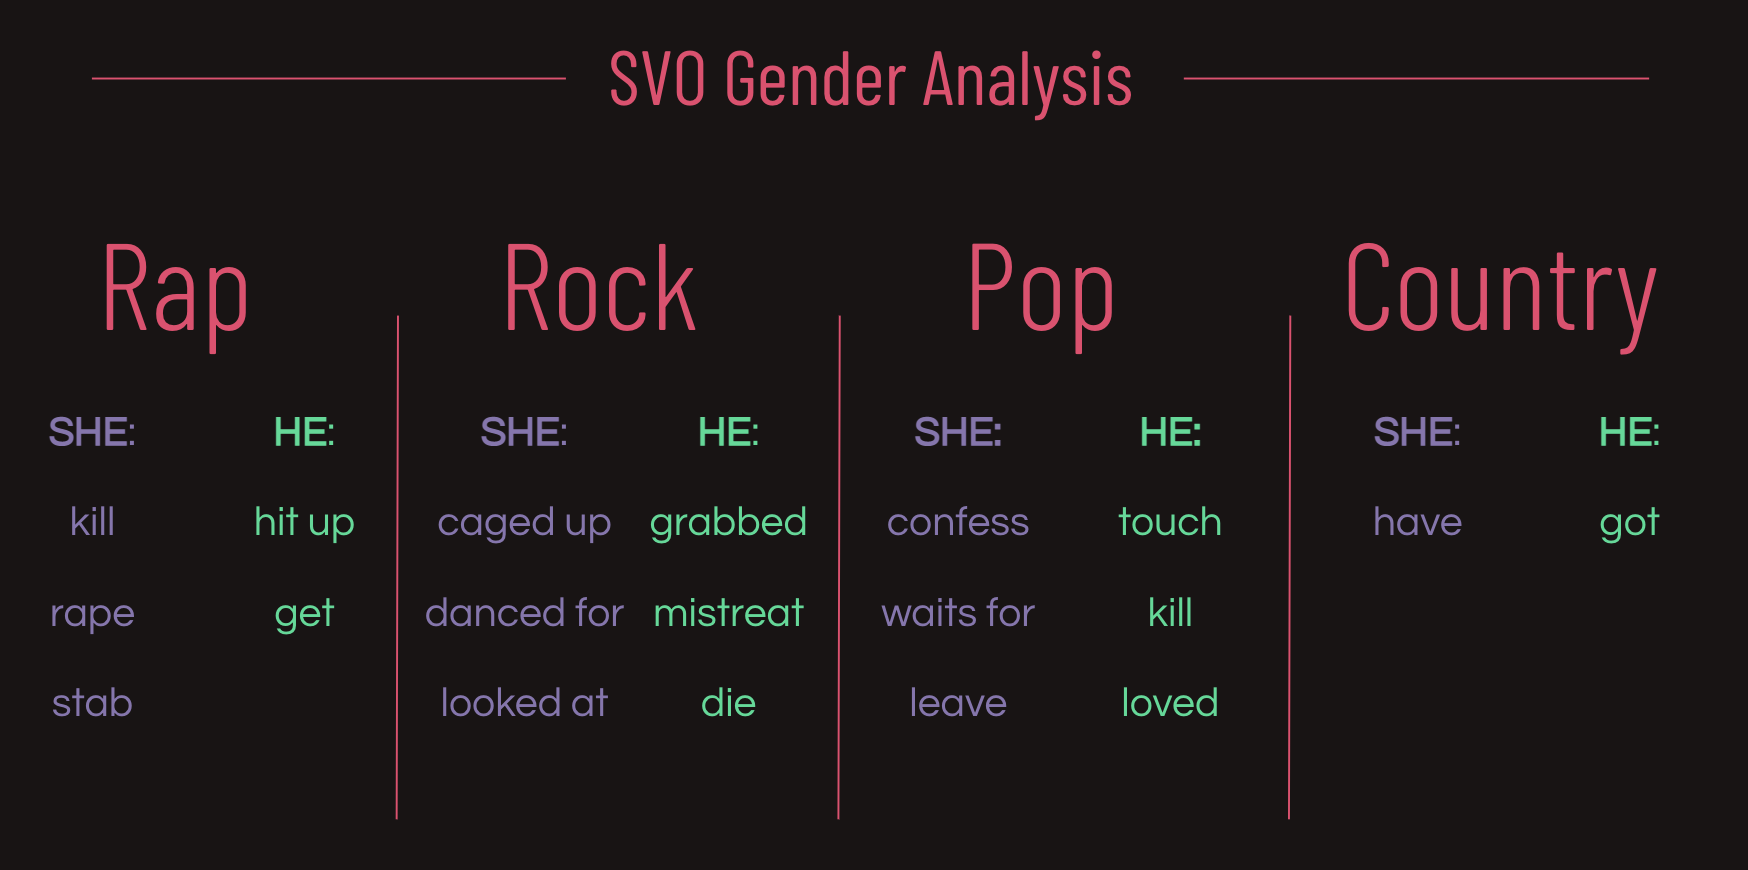 SVO Gender Analysis
Rap
SHE: HE:
kill hit up
rape get
stab
Rock
SHE: HE:
caged up grabbed
danced for mistreat
looked at die
Pop
SHE: HE:
confess touch
waits for kill
leave loved
Country
SHE: HE:
have got